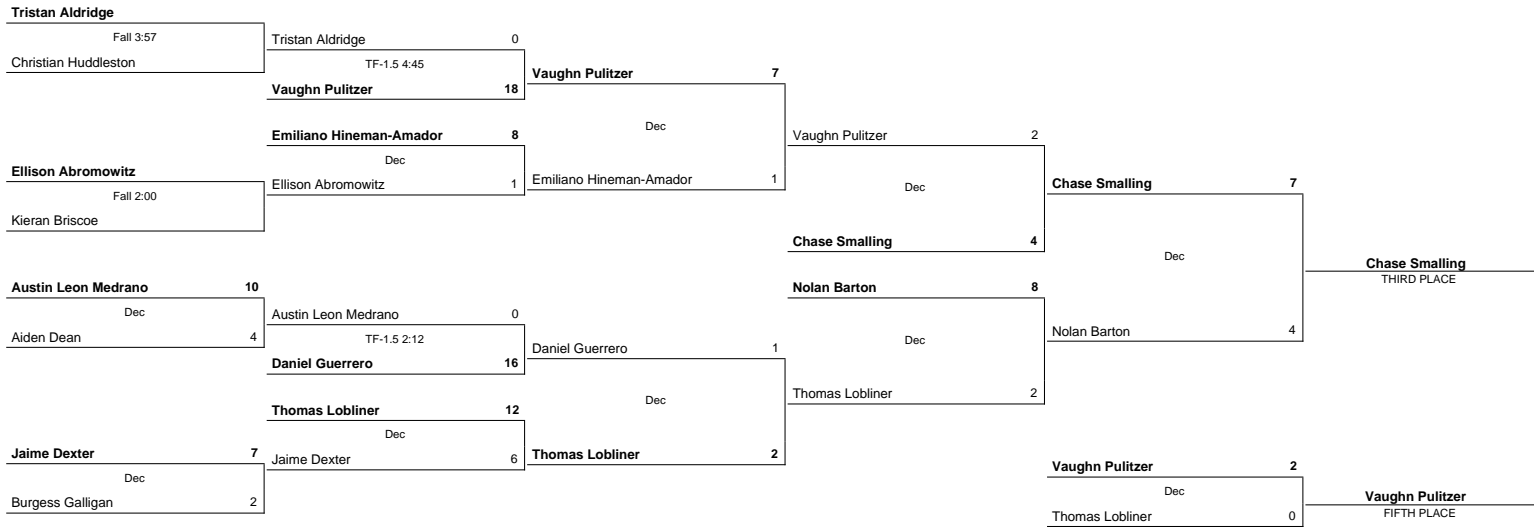 Tristan Aldridge
Fall 3:57
Christian Huddleston
Ellison Abromowitz
Fall 2:00
Kieran Briscoe
Austin Leon Medrano 10
Dec
Aiden Dean 4
Jaime Dexter 7
Dec
Burgess Galligan 2
Tristan Aldridge 0
TF-1.5 4:45
Vaughn Pulitzer 18
Emiliano Hineman-Amador 8
Dec
Ellison Abromowitz 1
Austin Leon Medrano 0
TF-1.5 2:12
Daniel Guerrero 16
Thomas Lobliner 12
Dec
Jaime Dexter 6
Vaughn Pulitzer 7
Dec
Emiliano Hineman-Amador 1
Daniel Guerrero 1
Dec
Thomas Lobliner 2
Vaughn Pulitzer 2
Dec
Chase Smalling 4
Nolan Barton 8
Dec
Thomas Lobliner 2
Chase Smalling 7
Dec
Nolan Barton 4
Vaughn Pulitzer 2
Dec
Thomas Lobliner 0
Chase Smalling
THIRD PLACE
Vaughn Pulitzer
FIFTH PLACE